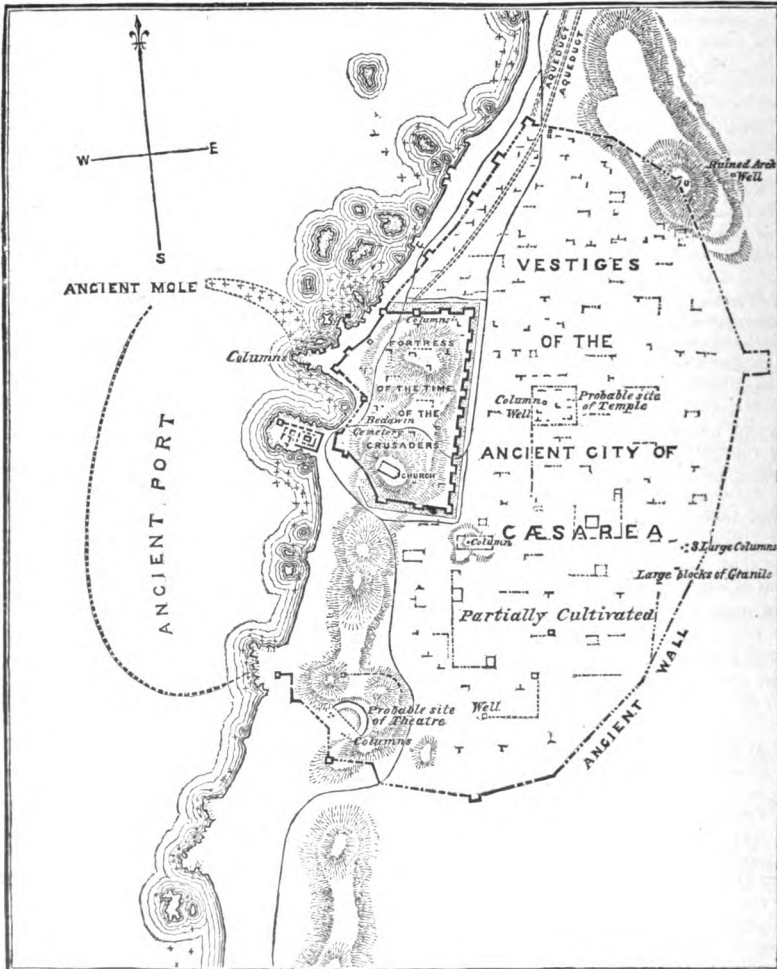 AQUEDUCT
AQUEDUCT
W
E
S
Ruined Arch
Well
VESTIGES
ANCIENT MOLE
Columns
FORTRESS
OF THE
Columns
OF THE TIME
Column
Well
Probable site
of Temple
OF THE
Bedawin
Cemetery
CRUSADERS
ANCIENT CITY OF
CHURCH
ANCIENT PORT
CÆSAREA
Column
3 Large Columns
Large blocks of Granite
Partially Cultivated
Probable site
of Theatre
Well
Columns
ANCIENT WALL